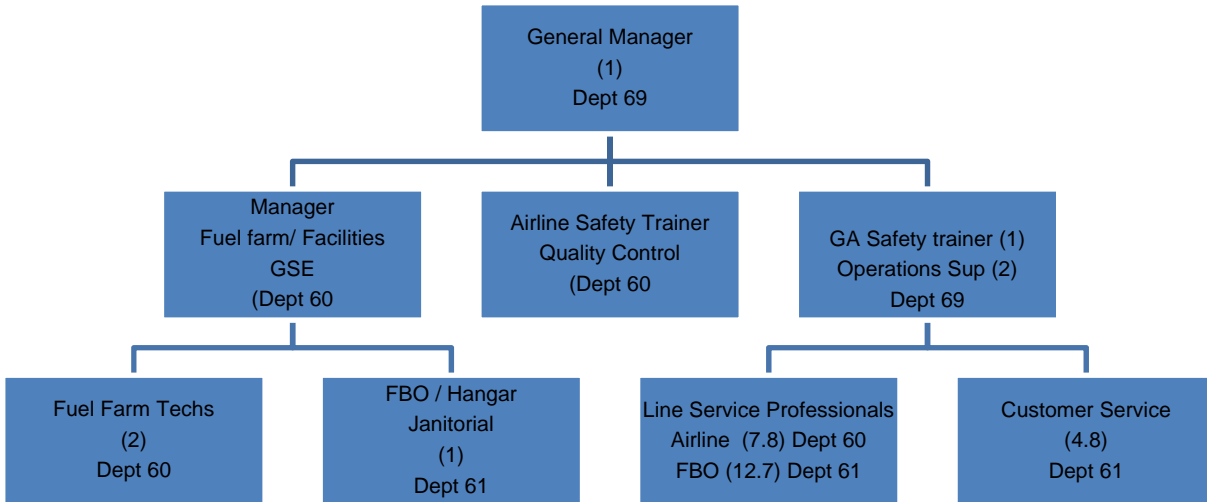 General Manager
(1)
Dept 69
Manager
Fuel farm/ Facilities
GSE
(Dept 60
Airline Safety Trainer
Quality Control
(Dept 60
GA Safety trainer (1)
Operations Sup (2)
Dept 69
Fuel Farm Techs
(2)
Dept 60
FBO / Hangar
Janitorial
(1)
Dept 61
Line Service Professionals
Airline (7.8) Dept 60
FBO (12.7) Dept 61
Customer Service
(4.8)
Dept 61